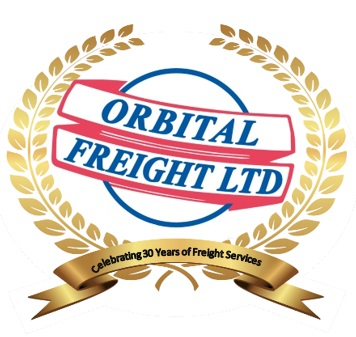 ORBITAL
FREIGHT LTD
Celebrating 30 Years of Freight Services